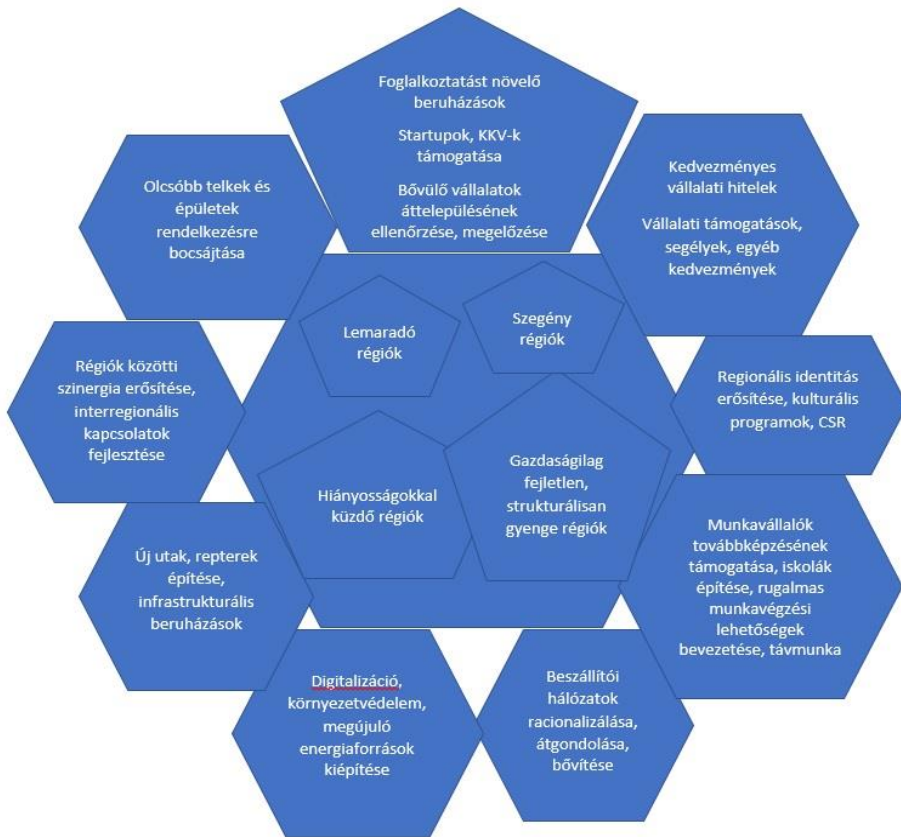 Foglalkoztatást növelő
beruházások
Startupok, KKV-k
támogatása
Bővülő vállalatok
áttelepülésének
ellenőrzése, megelőzése
Olcsóbb telkek és
épületek
rendelkezésre
bocsájtása
Kedvezményes
vállalati hitelek
Vállalati támogatások,
segélyek, egyéb
kedvezmények
Lemaradó
régiók
Szegény
régiók
Régiók közötti
szinergia erősítése,
interregionális
kapcsolatok
fejlesztése
Regionális identitás
erősítése, kulturális
programok, CSR
Hiányosságokkal
küzdő régiók
Gazdaságilag
fejletlen,
strukturálisan
gyenge régiók
Új utak, repterek
építése,
infrastrukturális
beruházások
Munkavállalók
továbbképzésének
támogatása, iskolák
építése, rugalmas
munkavégzési
lehetőségek
bevezetése, távmunka
Digitalizáció,
környezetvédelem,
megújuló
energiaforrások
kiépítése
Beszállítói
hálózatok
racionalizálása,
átgondolása,
bővítése